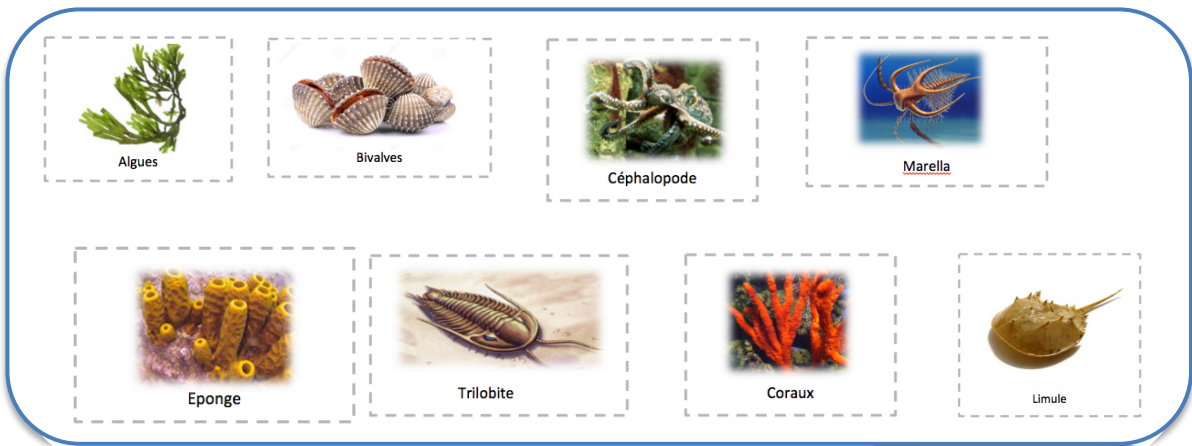 Algues
Bivalves
Céphalopode
Marella
Eponge
Trilobite
Coraux
Limule